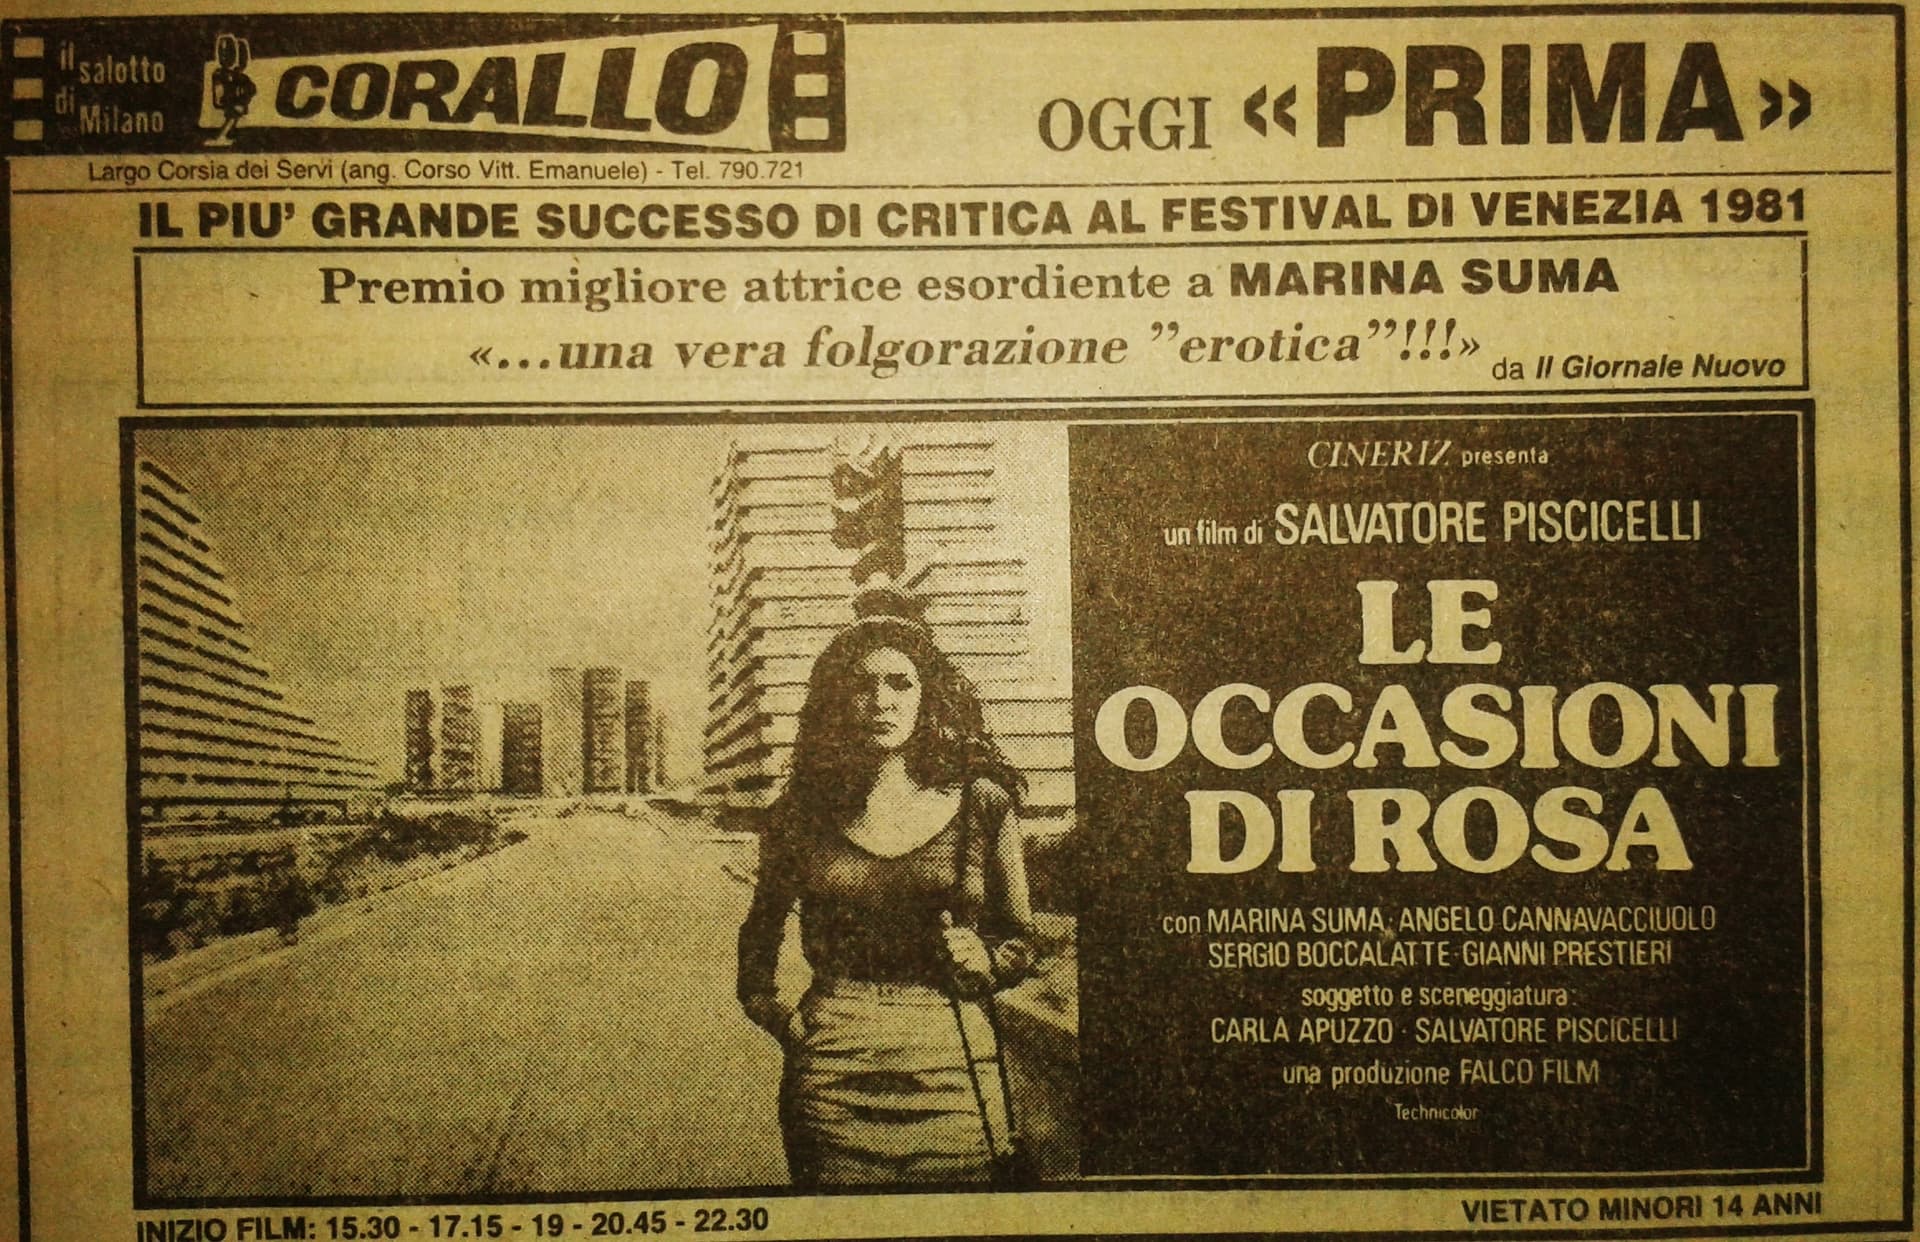 il salotto di Milano
CORALLO
OGGI «PRIMA»
Largo Corsia dei Servi (ang. Corso Vitt. Emanuele) - Tel. 790.721
IL PIU' GRANDE SUCCESSO DI CRITICA AL FESTIVAL DI VENEZIA 1981
Premio migliore attrice esordiente a MARINA SUMA
«...una vera folgorazione "erotica"!!!»
da Il Giornale Nuovo
CINERIZ presenta
un film di SALVATORE PISCICELLI
LE
OCCASIONI
DI ROSA
con MARINA SUMA · ANGELO CANNAVACCIUOLO
SERGIO BOCCALATTE · GIANNI PRESTIERI
soggetto e sceneggiatura:
CARLA APUZZO · SALVATORE PISCICELLI
una produzione FALCO FILM
Technicolor
INIZIO FILM: 15.30 - 17.15 - 19 - 20.45 - 22.30
VIETATO MINORI 14 ANNI